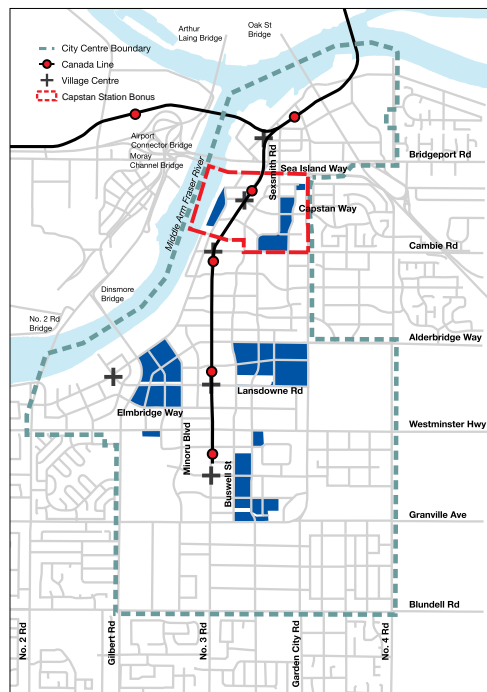 Arthur
Laing Bridge
Oak St
Bridge
City Centre Boundary
Canada Line
Village Centre
Capstan Station Bonus
Airport
Connector Bridge
Moray
Channel Bridge
Middle Arm Fraser River
Sexsmith Rd
Sea Island Way
Bridgeport Rd
Capstan Way
Cambie Rd
Dinsmore
Bridge
No. 2 Rd
Bridge
Alderbridge Way
Lansdowne Rd
Elmbridge Way
Minoru Blvd
Westminster Hwy
Buswell St
Granville Ave
Blundell Rd
No. 2 Rd
Gilbert Rd
No. 3 Rd
Garden City Rd
No. 4 Rd